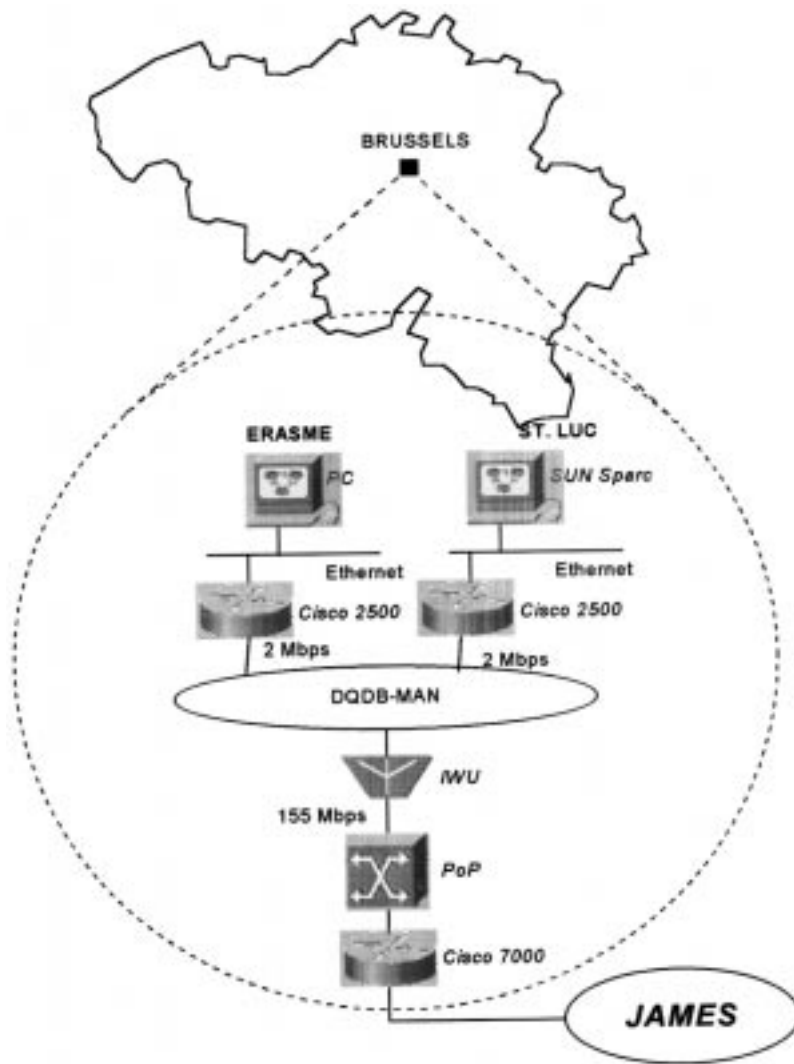 BRUSSELS
ERASME
ST. LUC
PC
SUN Sparc
Ethernet
Ethernet
Cisco 2500
Cisco 2500
2 Mbps
2 Mbps
DQDB-MAN
IWU
155 Mbps
PoP
Cisco 7000
JAMES